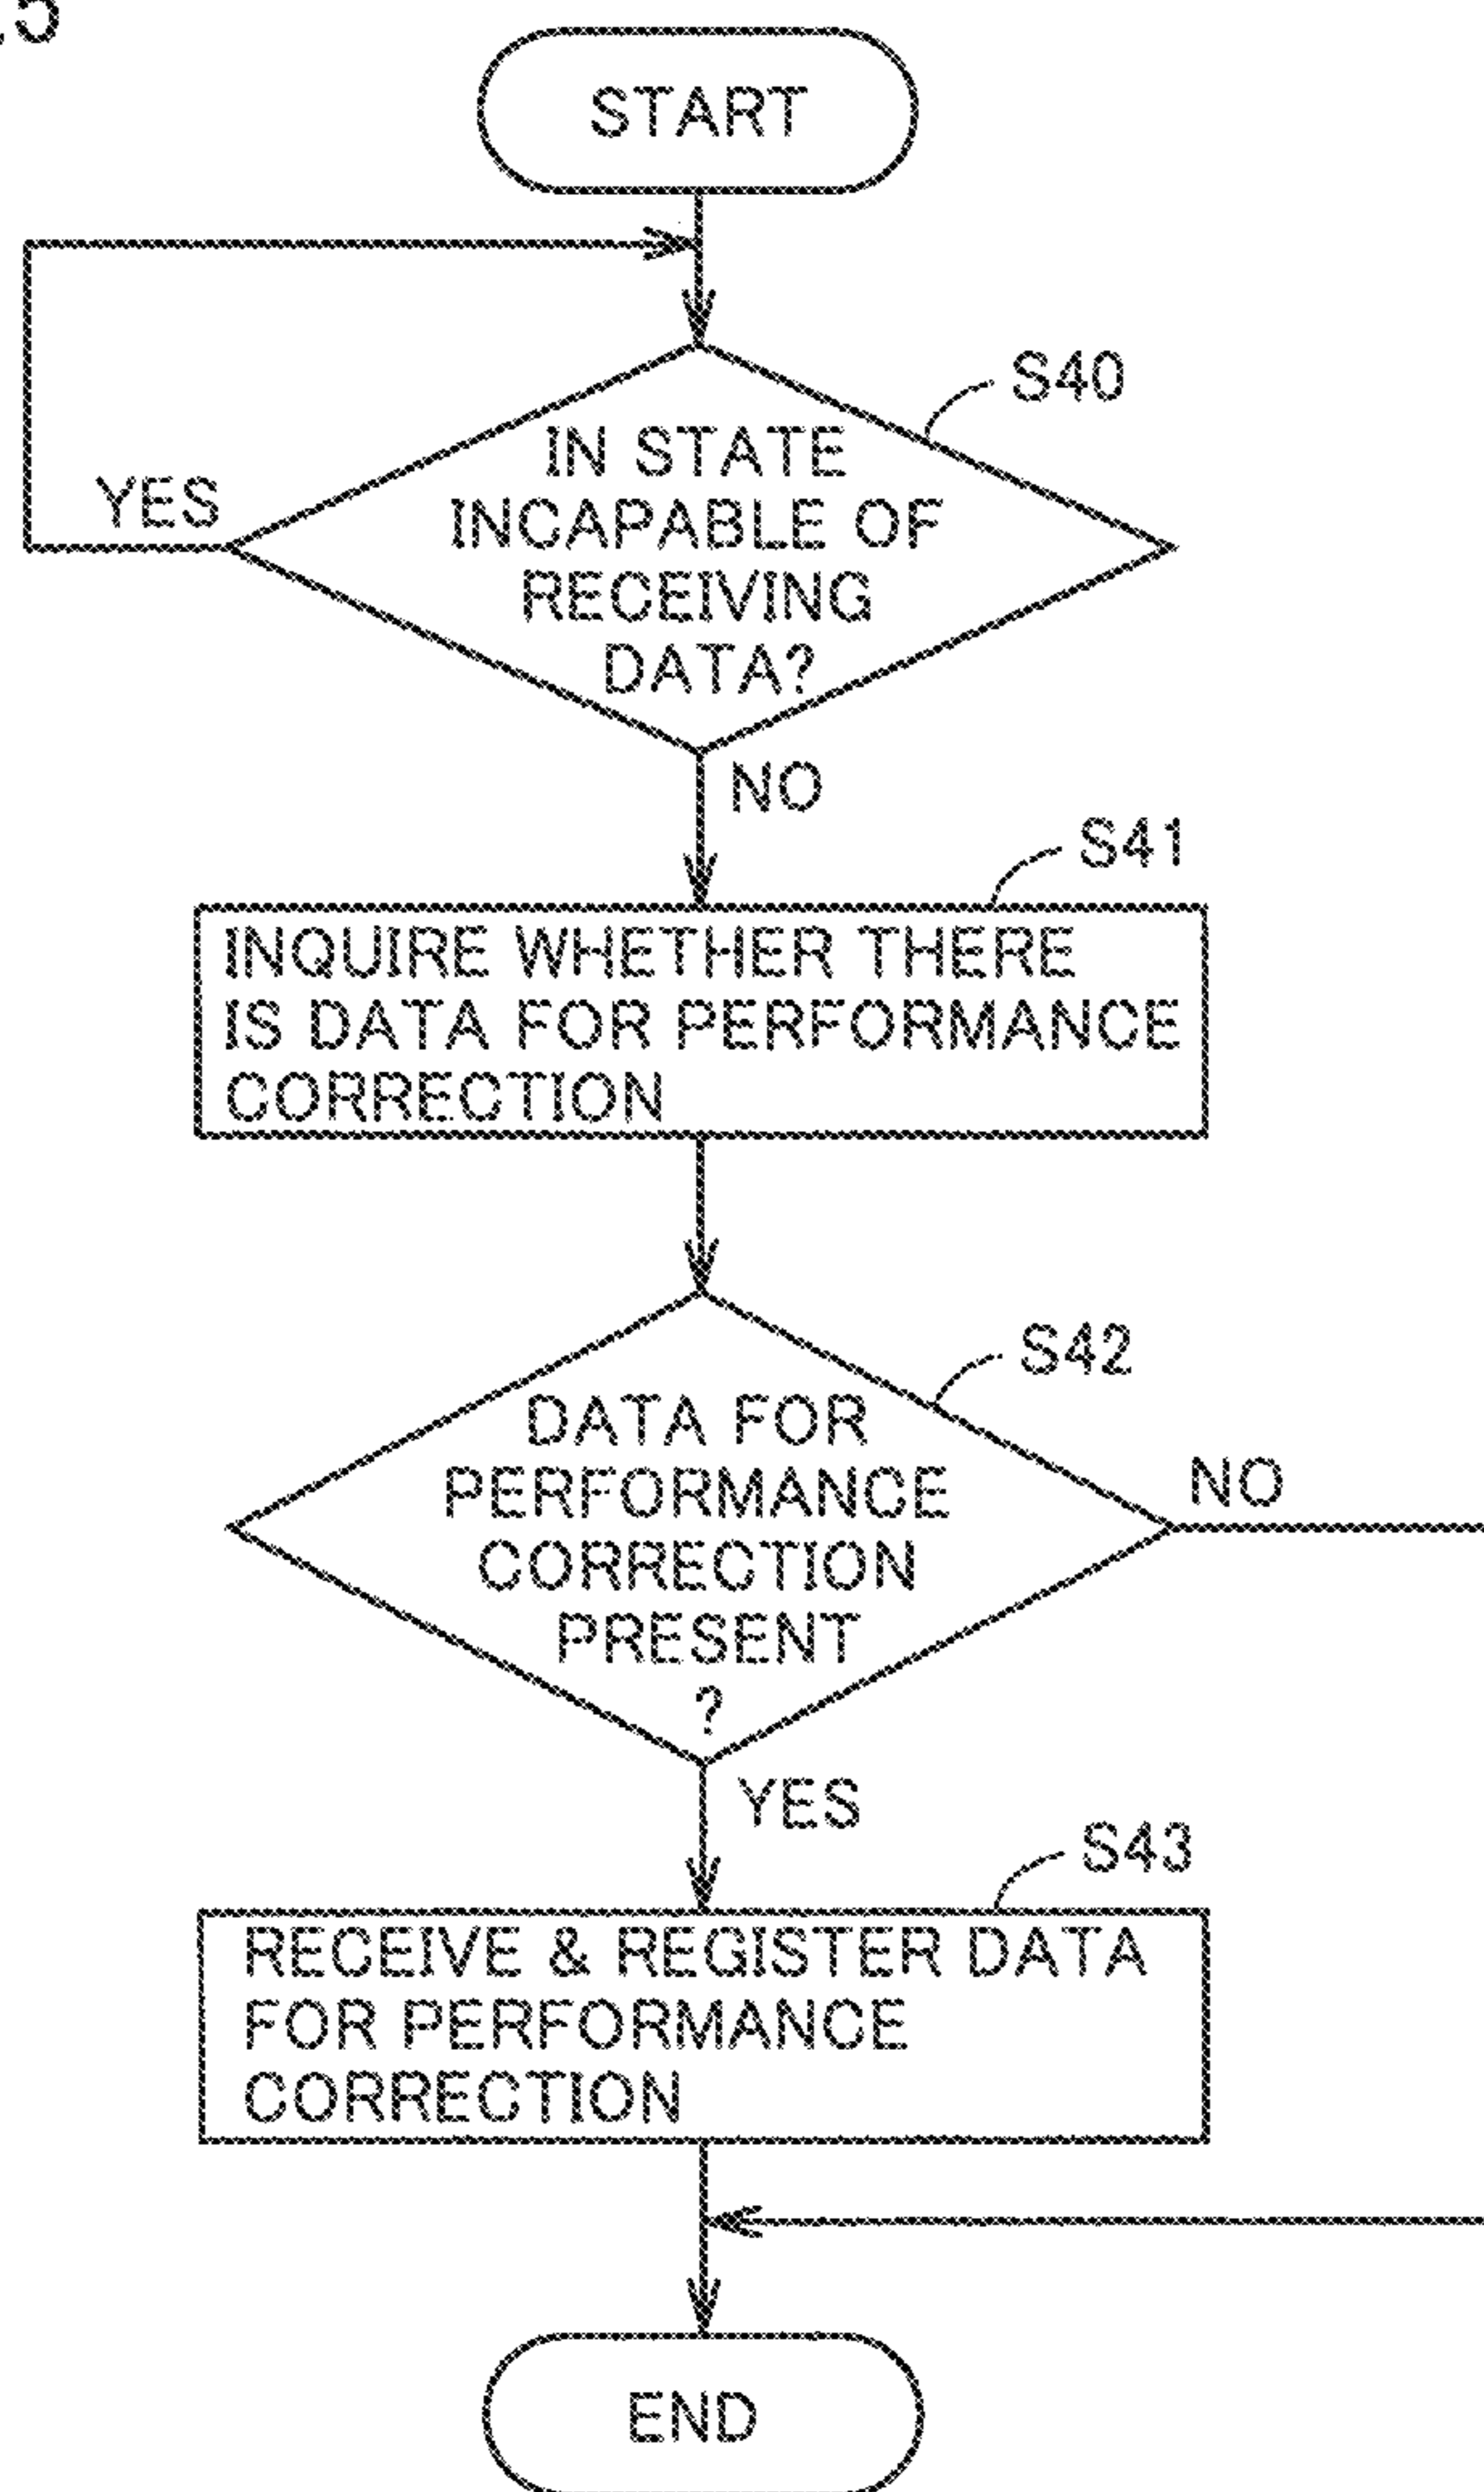 5
START
S40
IN STATE
INCAPABLE OF
RECEIVING
DATA?
YES
NO
S41
INQUIRE WHETHER THERE
IS DATA FOR PERFORMANCE
CORRECTION
S42
DATA FOR
PERFORMANCE
CORRECTION
PRESENT
?
NO
YES
S43
RECEIVE & REGISTER DATA
FOR PERFORMANCE
CORRECTION
END